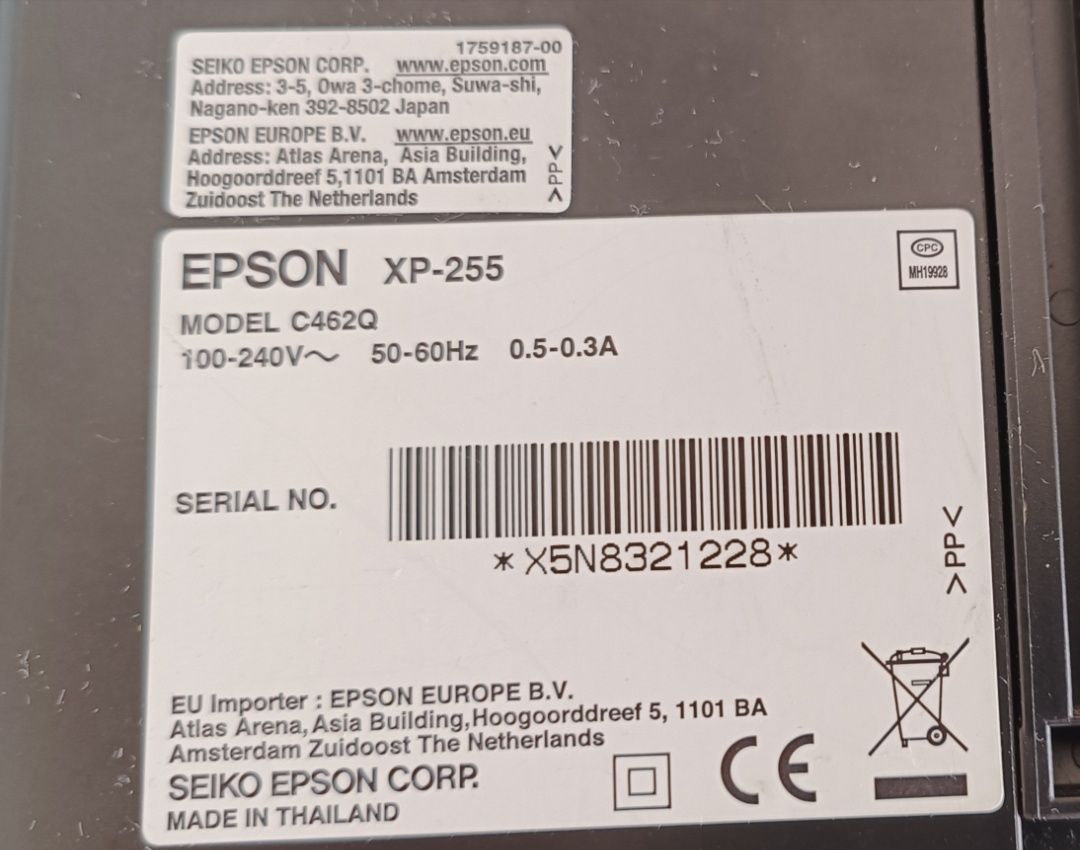 1759187-00
SEIKO EPSON CORP. www.epson.com
Address: 3-5, Owa 3-chome, Suwa-shi,
Nagano-ken 392-8502 Japan
EPSON EUROPE B.V. www.epson.eu
Address: Atlas Arena, Asia Building,
Hoogoorddreef 5,1101 BA Amsterdam
Zuidoost The Netherlands
>PP<
EPSON XP-255
CPC
MH19928
MODEL C462Q
100-240V～ 50-60Hz 0.5-0.3A
SERIAL NO.
*X5N8321228*
>PP<
EU Importer : EPSON EUROPE B.V.
Atlas Arena, Asia Building,Hoogoorddreef 5, 1101 BA
Amsterdam Zuidoost The Netherlands
SEIKO EPSON CORP.
MADE IN THAILAND
CE